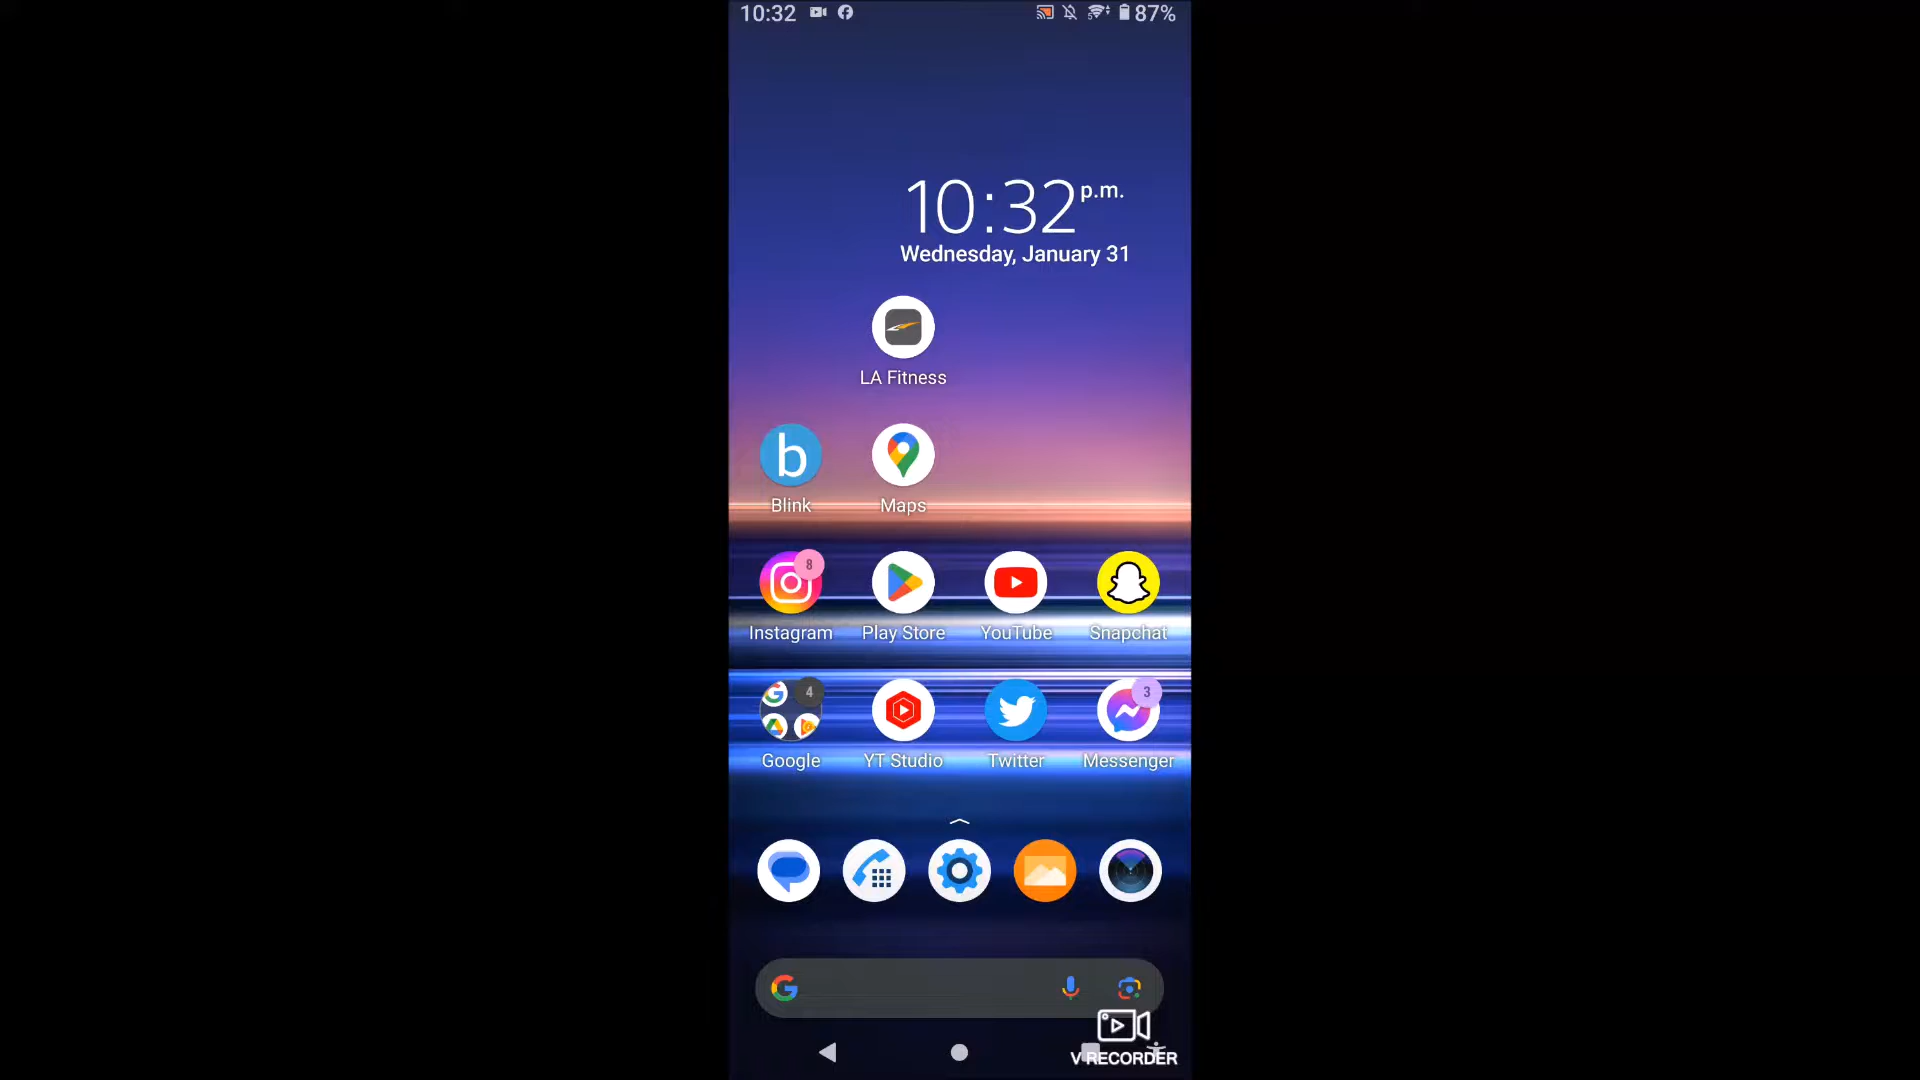 10:32
87%
10:32 p.m.
Wednesday, January 31
LA Fitness
b
Blink Maps
8
Instagram Play Store YouTube Snapchat
4 3
Google YT Studio Twitter Messenger
V RECORDER